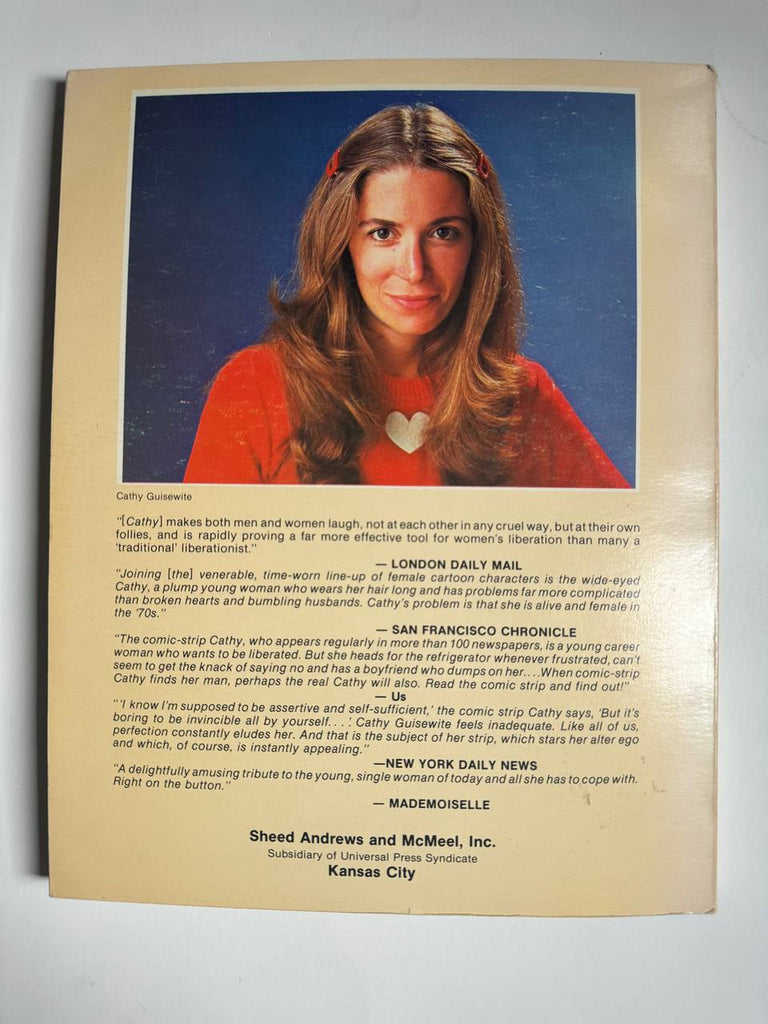 Cathy Guisewite
"[Cathy] makes both men and women laugh, not at each other in any cruel way, but at their own
follies, and is rapidly proving a far more effective tool for women's liberation than many a
'traditional' liberationist."
— LONDON DAILY MAIL
"Joining [the] venerable, time-worn line-up of female cartoon characters is the wide-eyed
Cathy, a plump young woman who wears her hair long and has problems far more complicated
than broken hearts and bumbling husbands. Cathy's problem is that she is alive and female in
the '70s."
— SAN FRANCISCO CHRONICLE
"The comic-strip Cathy, who appears regularly in more than 100 newspapers, is a young career
woman who wants to be liberated. But she heads for the refrigerator whenever frustrated, can't
seem to get the knack of saying no and has a boyfriend who dumps on her....When comic-strip
Cathy finds her man, perhaps the real Cathy will also. Read the comic strip and find out!"
— Us
"'I know I'm supposed to be assertive and self-sufficient,' the comic strip Cathy says, 'But it's
boring to be invincible all by yourself....' Cathy Guisewite feels inadequate. Like all of us,
perfection constantly eludes her. And that is the subject of her strip, which stars her alter ego
and which, of course, is instantly appealing."
—NEW YORK DAILY NEWS
"A delightfully amusing tribute to the young, single woman of today and all she has to cope with.
Right on the button."
— MADEMOISELLE
Sheed Andrews and McMeel, Inc.
Subsidiary of Universal Press Syndicate
Kansas City